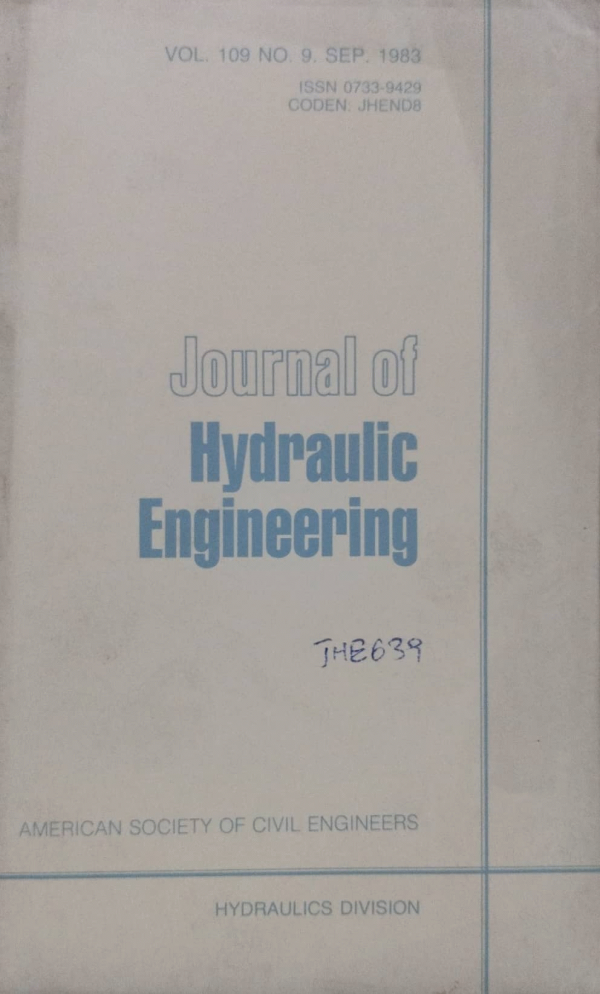 VOL. 109 NO. 9. SEP. 1983
ISSN 0733-9429
CODEN: JHEND8
Journal of
Hydraulic
Engineering
JHE639
AMERICAN SOCIETY OF CIVIL ENGINEERS
HYDRAULICS DIVISION